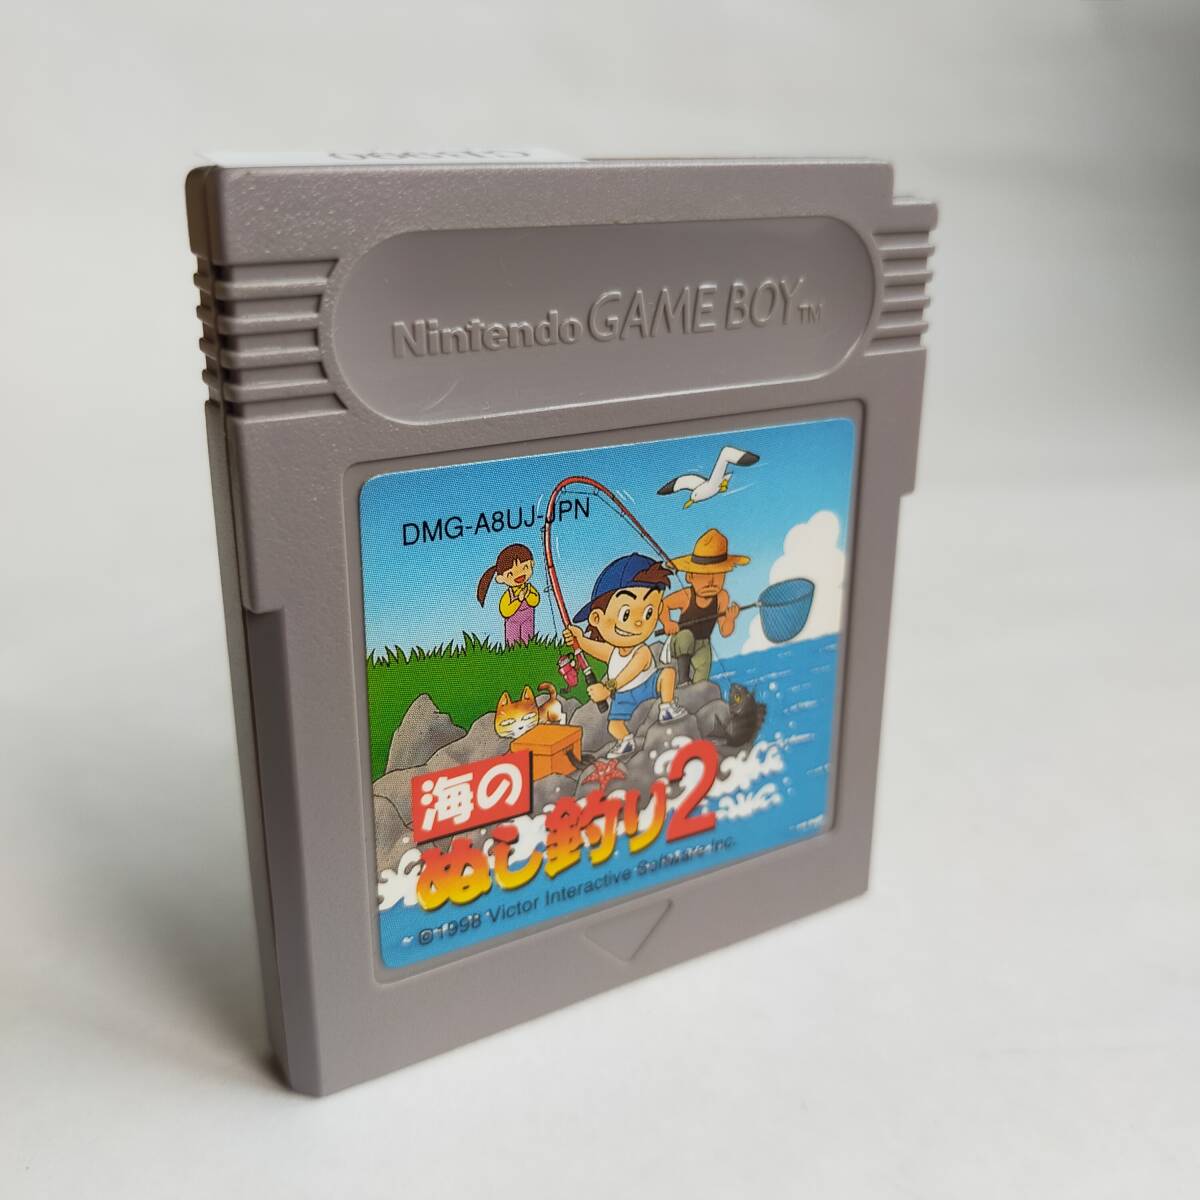 Nintendo GAME BOY™
DMG-A8UJ-JPN
海の
ぬし釣り2
©1998 Victor Interactive Software Inc.